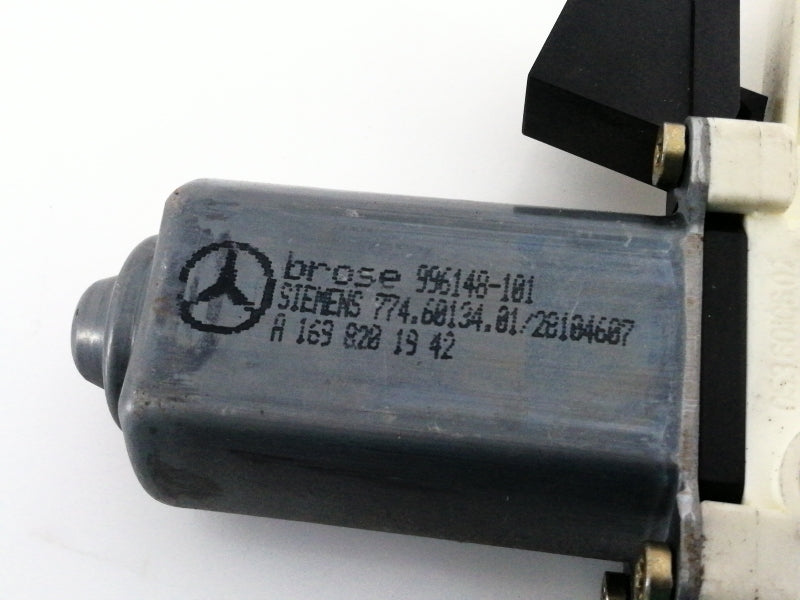 brose 996148-101
SIEMENS 774.60134.01/28104607
A 169 820 19 42